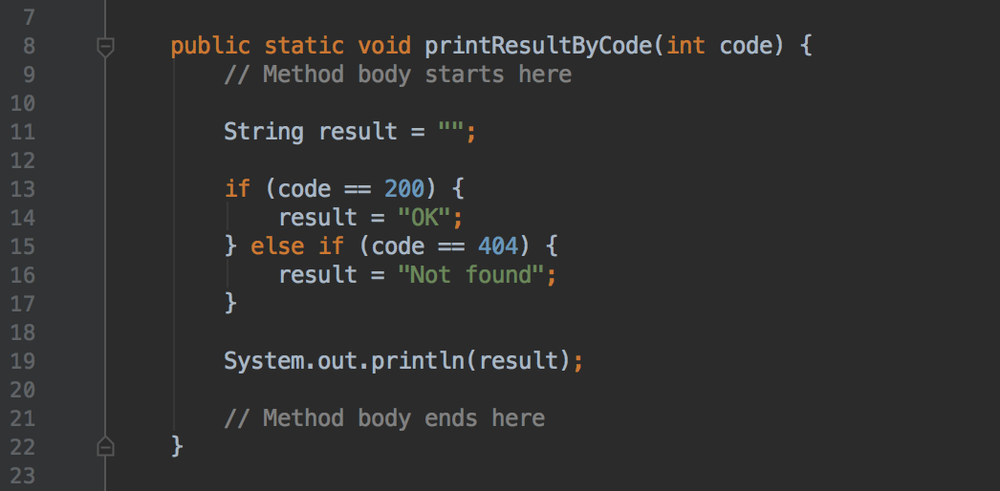 7
8 public static void printResultByCode(int code) {
9 // Method body starts here
10
11 String result = "";
12
13 if (code == 200) {
14 result = "OK";
15 } else if (code == 404) {
16 result = "Not found";
17 }
18
19 System.out.println(result);
20
21 // Method body ends here
22 }
23